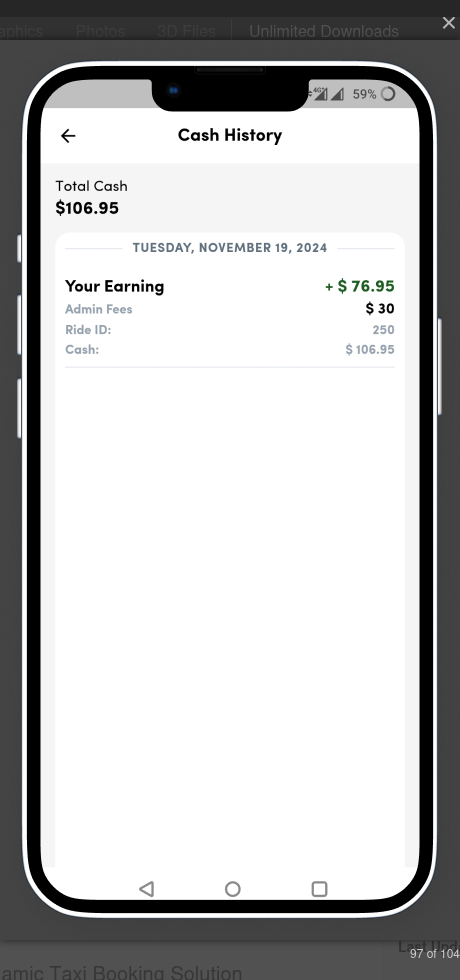 Photos 3D Files Unlimited Downloads
×
4G 59%
Cash History
Total Cash
$106.95
TUESDAY, NOVEMBER 19, 2024
Your Earning + $ 76.95
Admin Fees $ 30
Ride ID: 250
Cash: $ 106.95
97 of 104
amic Taxi Booking Solution